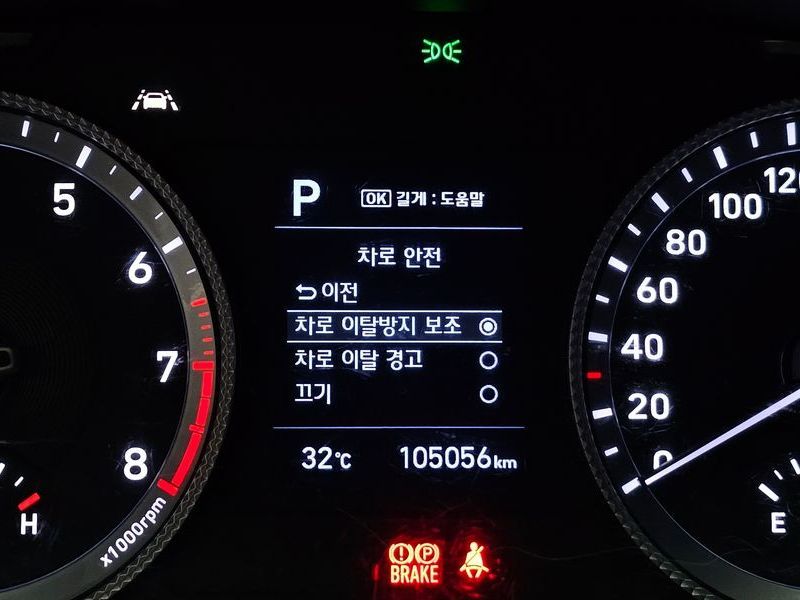 P OK 길게 : 도움말
차로 안전
이전
차로 이탈방지 보조
차로 이탈 경고
끄기
32°C 105056km
5
6
7
8
H
x1000rpm
120
100
80
60
40
20
0
E
P
BRAKE